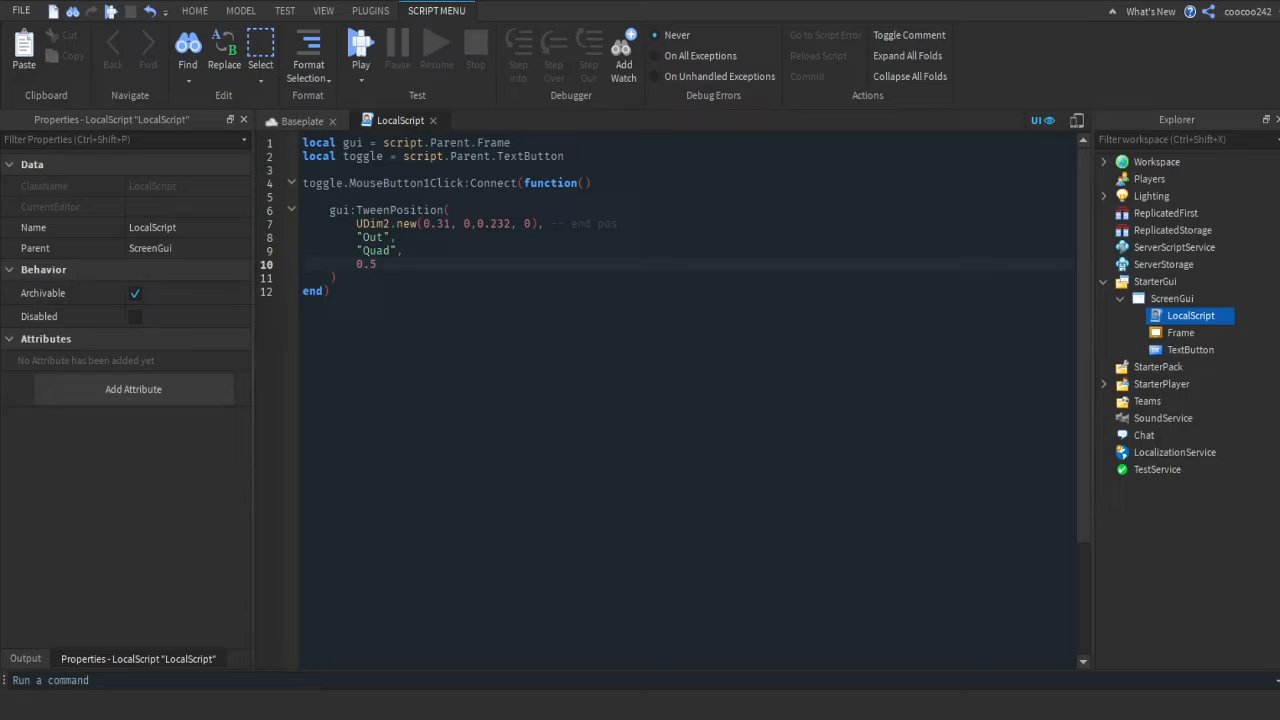 FILE HOME MODEL TEST VIEW PLUGINS SCRIPT MENU What's New coocoo242
Paste Cut Copy Back Fwd Find Replace Select Format Selection Play Pause Resume Stop Step Into Step Over Step Out Add Watch Never On All Exceptions On Unhandled Exceptions Go to Script Error Reload Script Commit Toggle Comment Expand All Folds Collapse All Folds
Clipboard Navigate Edit Format Test Debugger Debug Errors Actions
Properties - LocalScript "LocalScript"
Filter Properties (Ctrl+Shift+P)
Data
ClassName LocalScript
CurrentEditor
Name LocalScript
Parent ScreenGui
Behavior
Archivable
Disabled
Attributes
No Attribute has been added yet
Add Attribute
Output Properties - LocalScript "LocalScript"
Baseplate LocalScript UI
1 local gui = script.Parent.Frame
2 local toggle = script.Parent.TextButton
3
4 toggle.MouseButton1Click:Connect(function()
5
6 gui:TweenPosition(
7 UDim2.new(0.31, 0,0.232, 0), -- end pos
8 "Out",
9 "Quad",
10 0.5
11 )
12 end)
Explorer
Filter workspace (Ctrl+Shift+X)
Workspace
Players
Lighting
ReplicatedFirst
ReplicatedStorage
ServerScriptService
ServerStorage
StarterGui
ScreenGui
LocalScript
Frame
TextButton
StarterPack
StarterPlayer
Teams
SoundService
Chat
LocalizationService
TestService
Run a command